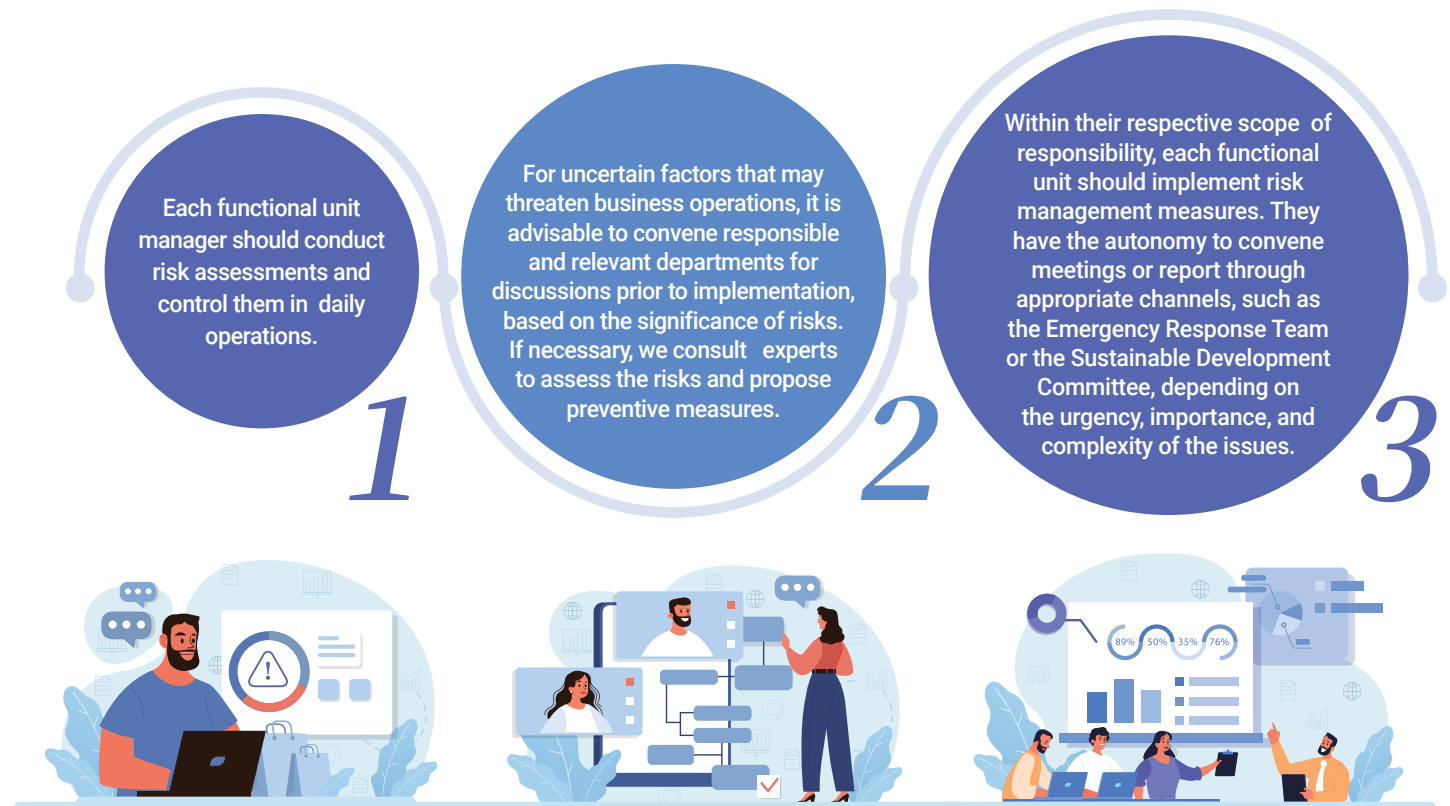 Each functional unit
manager should conduct
risk assessments and
control them in daily
operations.
1
For uncertain factors that may
threaten business operations, it is
advisable to convene responsible
and relevant departments for
discussions prior to implementation,
based on the significance of risks.
If necessary, we consult experts
to assess the risks and propose
preventive measures.
2
Within their respective scope of
responsibility, each functional
unit should implement risk
management measures. They
have the autonomy to convene
meetings or report through
appropriate channels, such as
the Emergency Response Team
or the Sustainable Development
Committee, depending on
the urgency, importance, and
complexity of the issues.
3
!
89% 50% 35% 76%